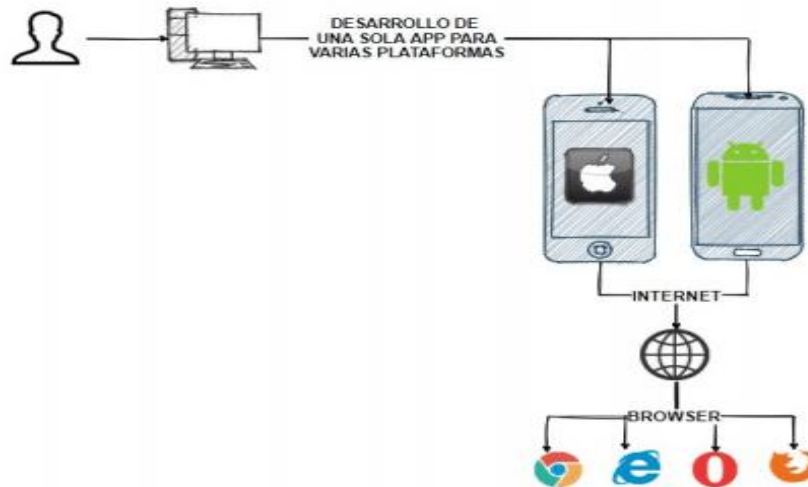 DESARROLLO DE
UNA SOLA APP PARA
VARIAS PLATAFORMAS
INTERNET
BROWSER